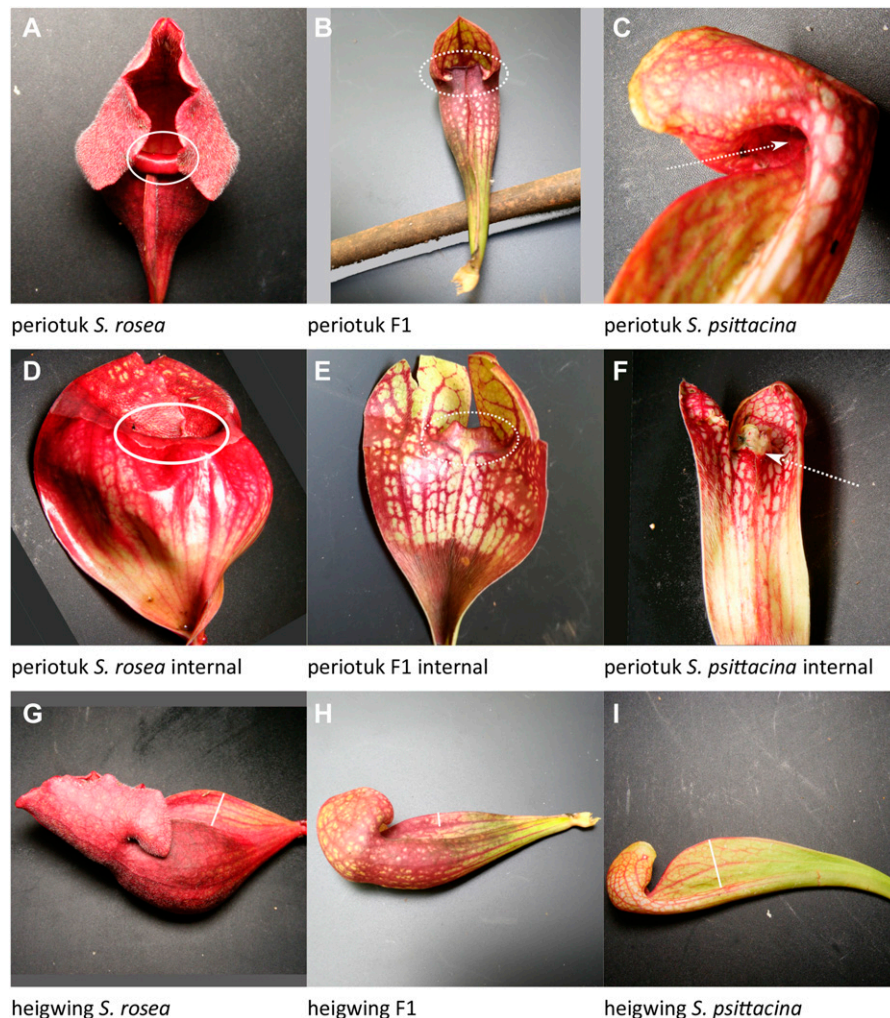 A
B
C
periotuk S. rosea
periotuk F1
periotuk S. psittacina
D
E
F
periotuk S. rosea internal
periotuk F1 internal
periotuk S. psittacina internal
G
H
I
heigwing S. rosea
heigwing F1
heigwing S. psittacina